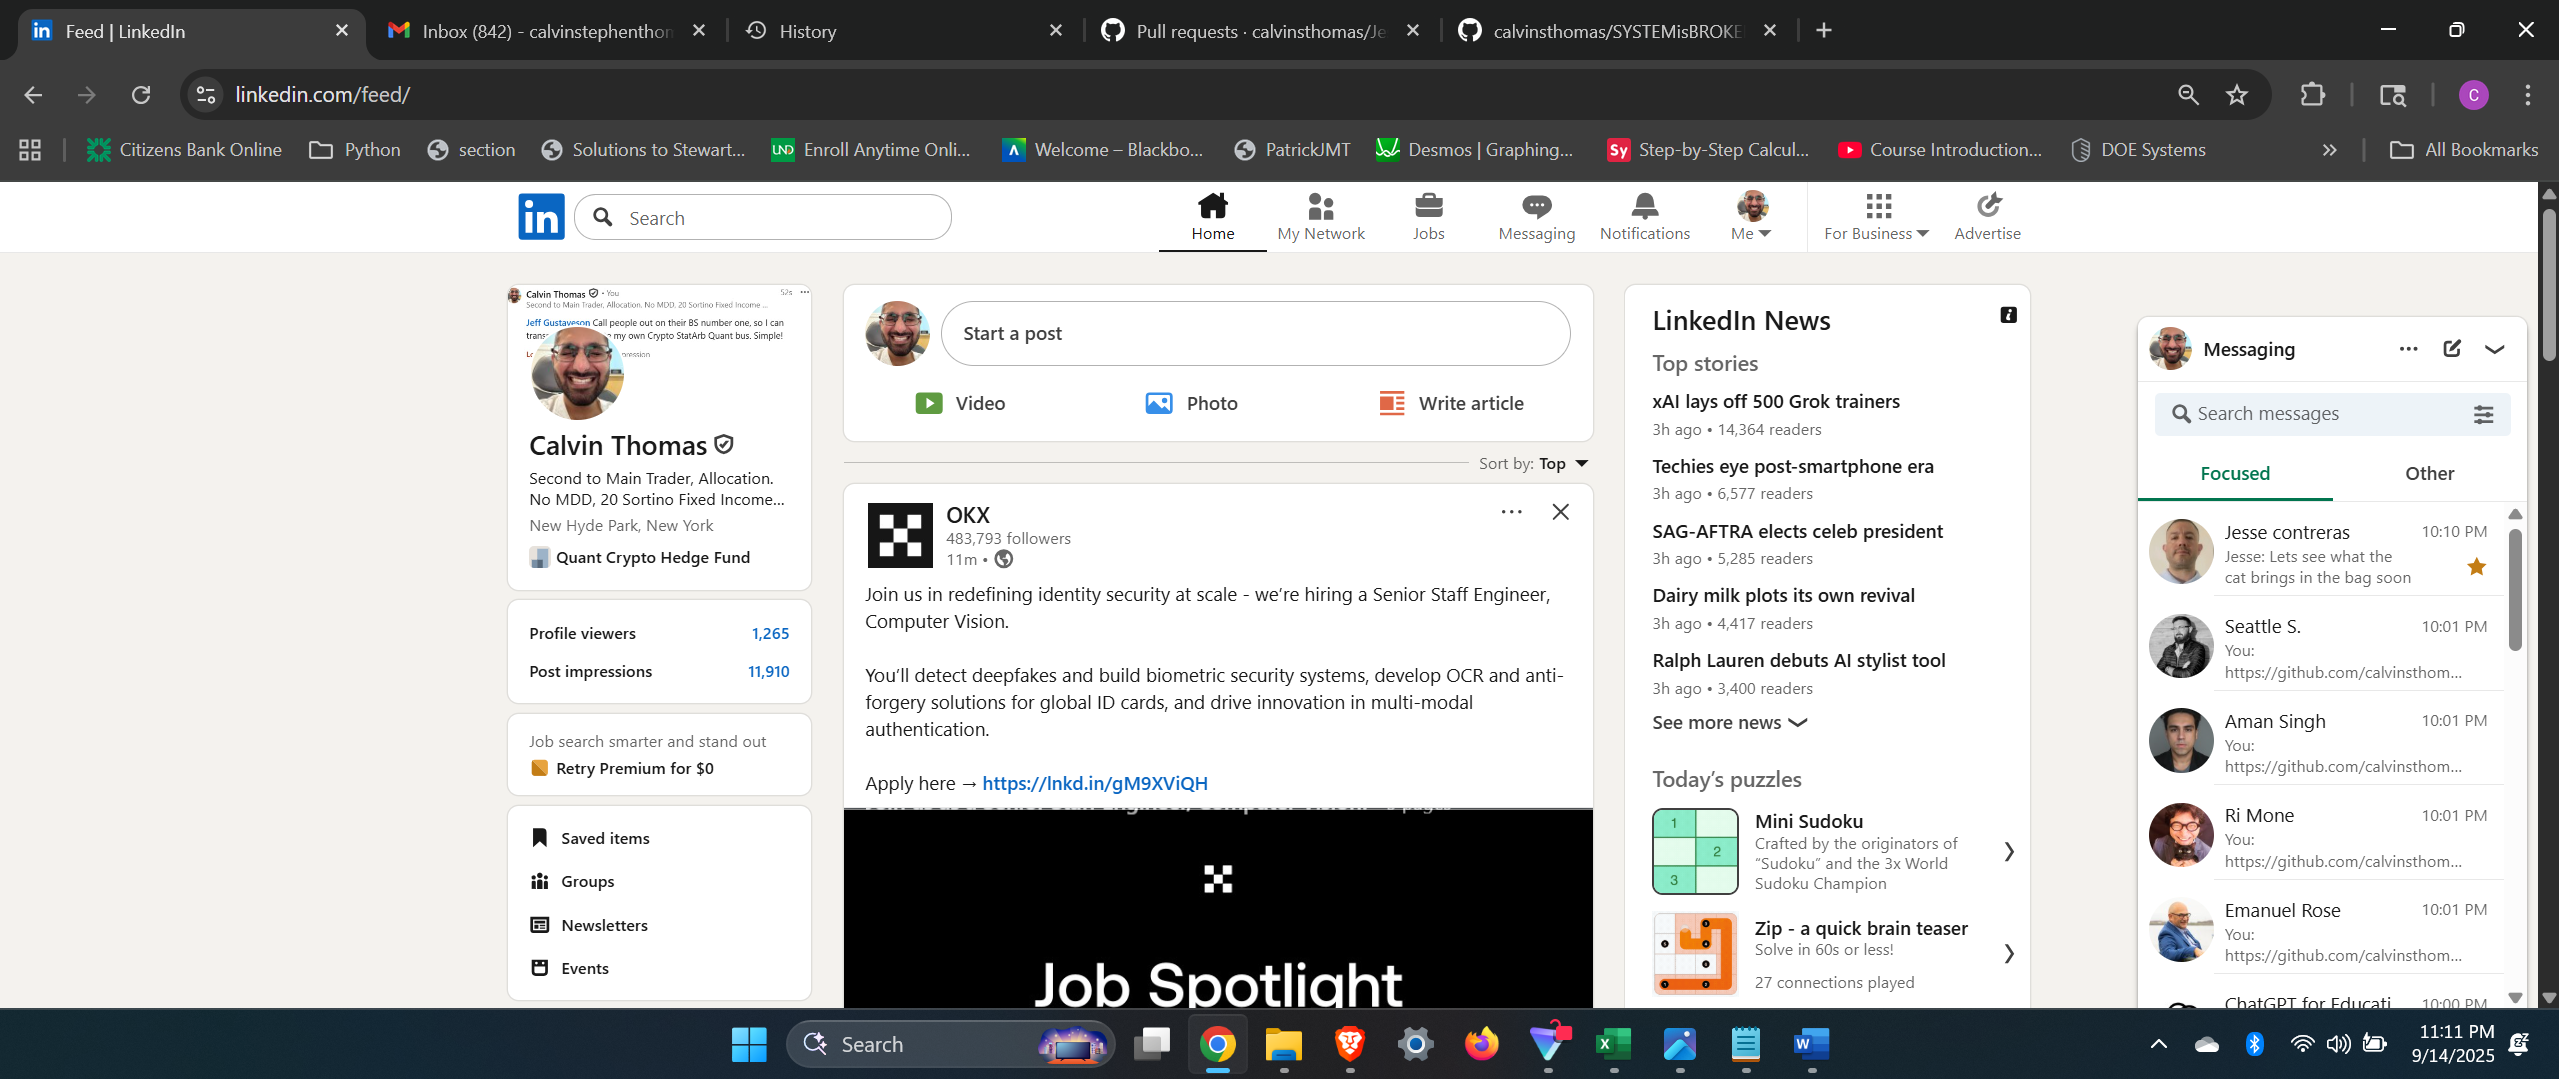 Feed | LinkedIn
Inbox (842) - calvinstephenthom
History
Pull requests · calvinsthomas/Je
calvinsthomas/SYSTEMisBROKE
linkedin.com/feed/
C
Citizens Bank Online
Python
section
Solutions to Stewart...
Enroll Anytime Onli...
Welcome – Blackbo...
PatrickJMT
Desmos | Graphing...
Step-by-Step Calcul...
Course Introduction...
DOE Systems
All Bookmarks
in
Search
Home
My Network
Jobs
Messaging
Notifications
Me
For Business
Advertise
Calvin Thomas • You 52s
Second to Main Trader, Allocation. No MDD, 20 Sortino Fixed Income ...
Jeff Gustaveson Call people out on their BS number one, so I can
my own Crypto StatArb Quant bus. Simple!
Calvin Thomas
Second to Main Trader, Allocation.
No MDD, 20 Sortino Fixed Income...
New Hyde Park, New York
Quant Crypto Hedge Fund
Profile viewers 1,265
Post impressions 11,910
Job search smarter and stand out
Retry Premium for $0
Saved items
Groups
Newsletters
Events
Start a post
Video
Photo
Write article
Sort by: Top
OKX
483,793 followers
11m •
Join us in redefining identity security at scale - we're hiring a Senior Staff Engineer,
Computer Vision.
You'll detect deepfakes and build biometric security systems, develop OCR and anti-
forgery solutions for global ID cards, and drive innovation in multi-modal
authentication.
Apply here → https://lnkd.in/gM9XViQH
Job Spotlight
LinkedIn News
Top stories
xAI lays off 500 Grok trainers
3h ago • 14,364 readers
Techies eye post-smartphone era
3h ago • 6,577 readers
SAG-AFTRA elects celeb president
3h ago • 5,285 readers
Dairy milk plots its own revival
3h ago • 4,417 readers
Ralph Lauren debuts AI stylist tool
3h ago • 3,400 readers
See more news
Today's puzzles
1
2
3
Mini Sudoku
Crafted by the originators of
"Sudoku" and the 3x World
Sudoku Champion
Zip - a quick brain teaser
Solve in 60s or less!
27 connections played
Messaging
Search messages
Focused
Other
Jesse contreras 10:10 PM
Jesse: Lets see what the
cat brings in the bag soon
Seattle S. 10:01 PM
You:
https://github.com/calvinsthom...
Aman Singh 10:01 PM
You:
https://github.com/calvinsthom...
Ri Mone 10:01 PM
You:
https://github.com/calvinsthom...
Emanuel Rose 10:01 PM
You:
https://github.com/calvinsthom...
ChatGPT for Educati 10:00 PM
Search
11:11 PM
9/14/2025